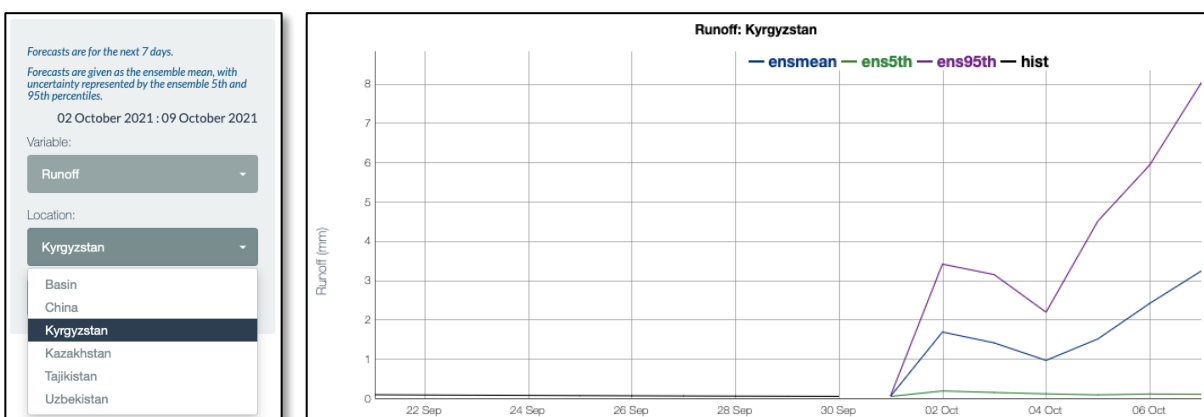 Forecasts are for the next 7 days.
Forecasts are given as the ensemble mean, with
uncertainty represented by the ensemble 5th and
95th percentiles.
02 October 2021 : 09 October 2021
Variable:
Runoff
Location:
Kyrgyzstan
Basin
China
Kyrgyzstan
Kazakhstan
Tajikistan
Uzbekistan
Runoff: Kyrgyzstan
ensmean ens5th ens95th hist
Runoff (mm)
8
7
6
5
4
3
2
1
0
22 Sep 24 Sep 26 Sep 28 Sep 30 Sep 02 Oct 04 Oct 06 Oct